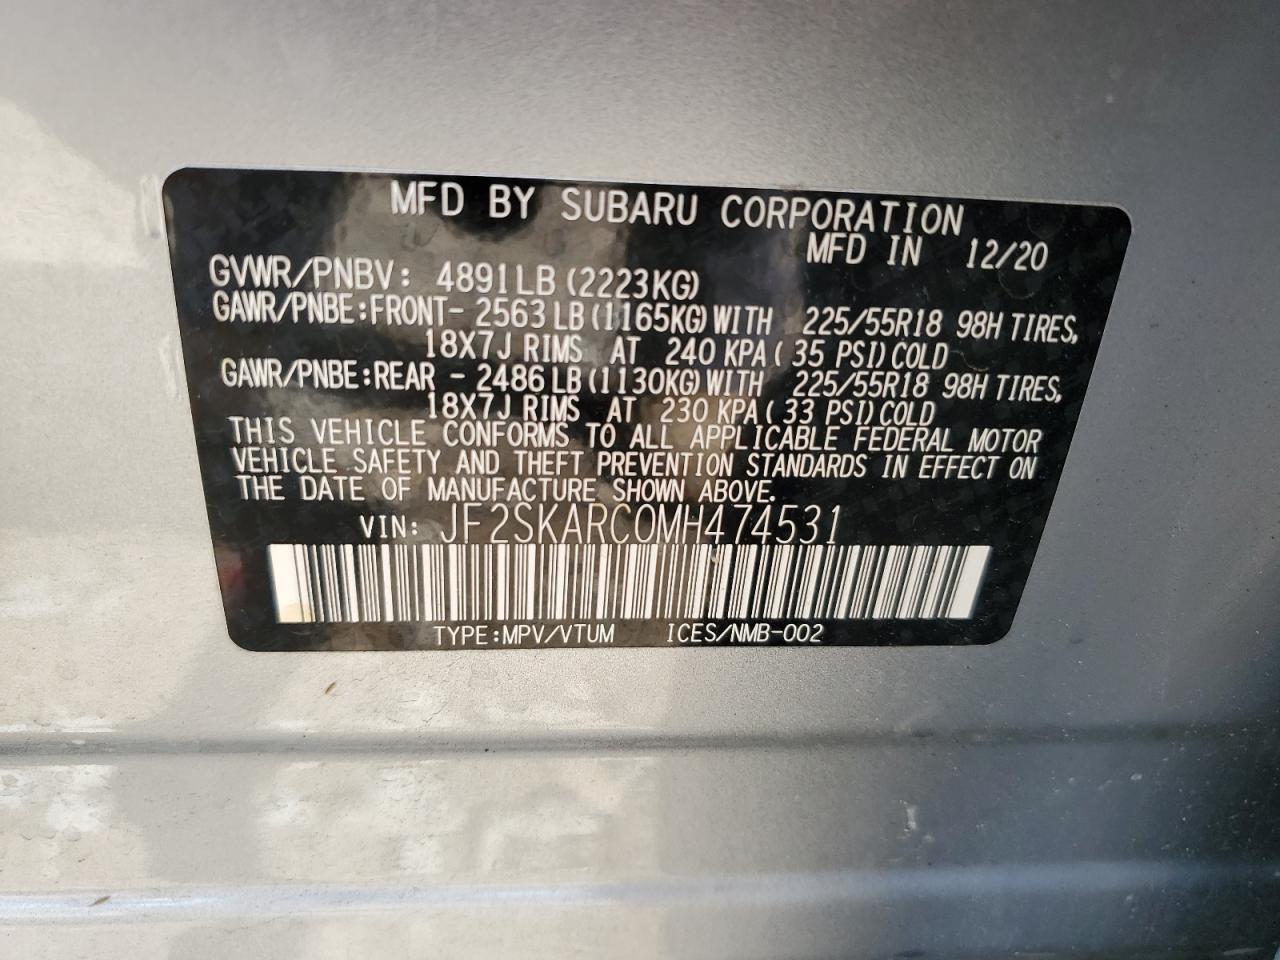 MFD BY SUBARU CORPORATION
MFD IN 12/20
GVWR/PNBV: 4891LB (2223KG)
GAWR/PNBE:FRONT- 2563LB (1165KG) WITH 225/55R18 98H TIRES,
18X7J RIMS AT 240 KPA ( 35 PSI) COLD
GAWR/PNBE:REAR - 2486LB (1130KG) WITH 225/55R18 98H TIRES,
18X7J RIMS AT 230 KPA ( 33 PSI) COLD
THIS VEHICLE CONFORMS TO ALL APPLICABLE FEDERAL MOTOR
VEHICLE SAFETY AND THEFT PREVENTION STANDARDS IN EFFECT ON
THE DATE OF MANUFACTURE SHOWN ABOVE.
VIN: JF2SKARC0MH474531
TYPE:MPV/VTUM ICES/NMB-002